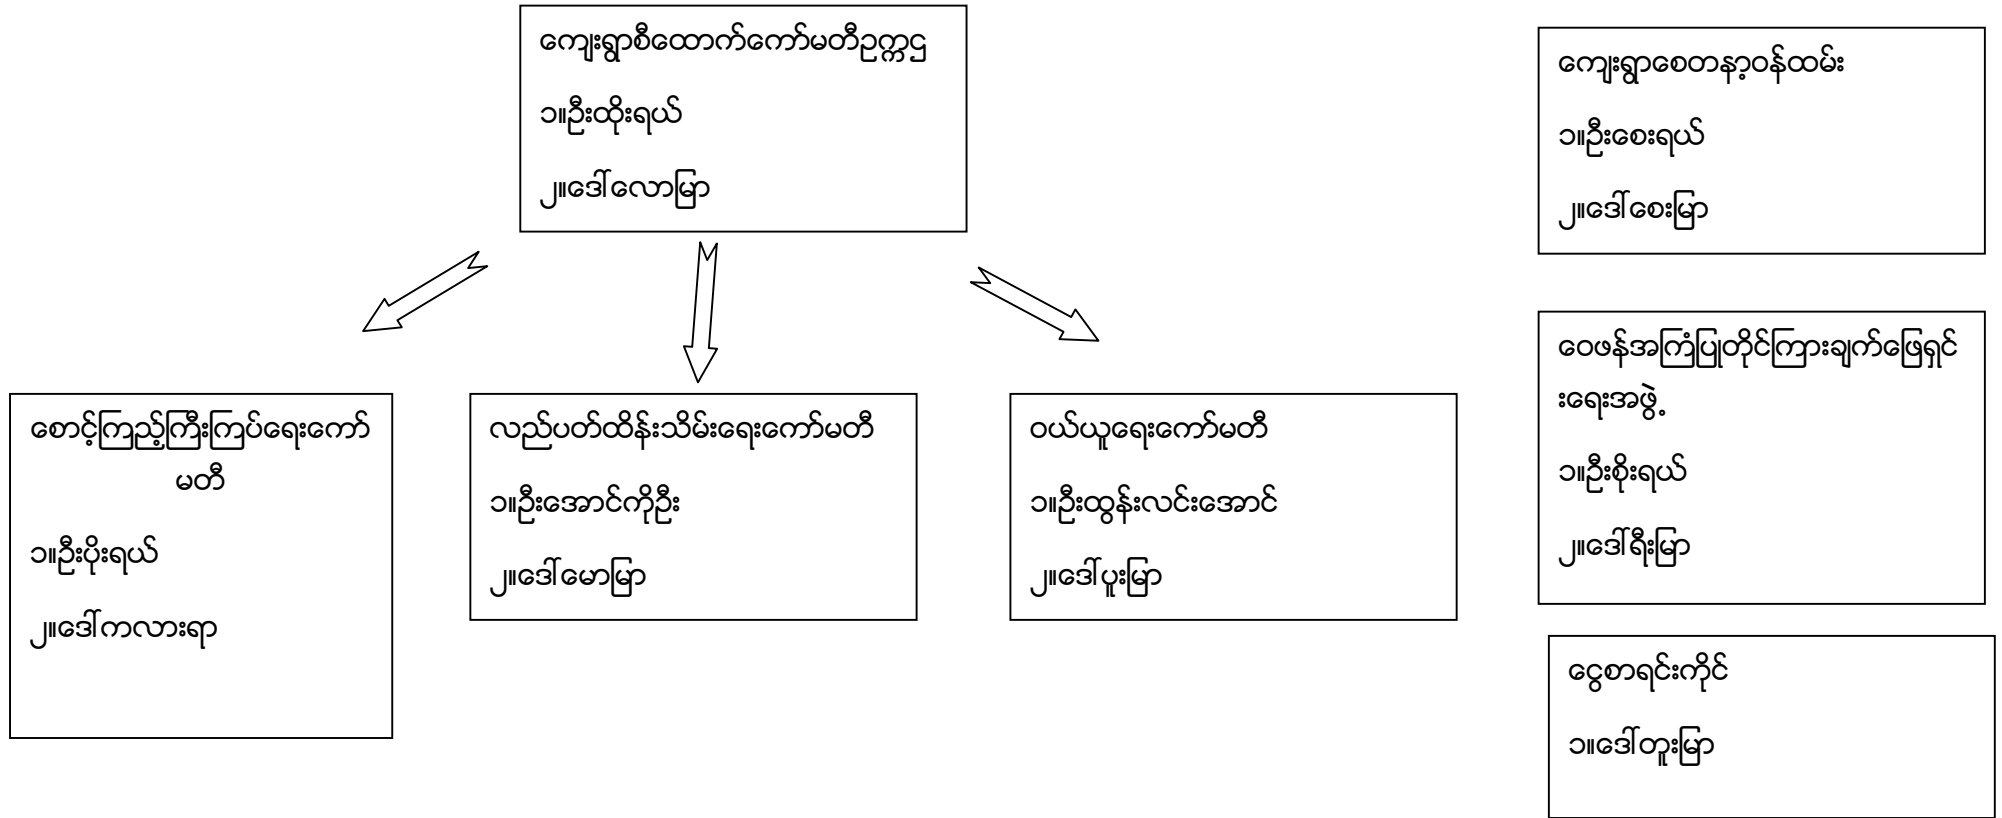 ကျေးရွာစီထောက်ကော်မတီဥက္ကဌ
၁။ဦးထိုးရယ်
၂။ဒေါ်လောမြာ
စောင့်ကြည့်ကြီးကြပ်ရေးကော်
မတီ
၁။ဦးပိုးရယ်
၂။ဒေါ်ကလားရာ
လည်ပတ်ထိန်းသိမ်းရေးကော်မတီ
၁။ဦးအောင်ကိုဦး
၂။ဒေါ်မောမြာ
ဝယ်ယူရေးကော်မတီ
၁။ဦးထွန်းလင်းအောင်
၂။ဒေါ်ပူးမြာ
ကျေးရွာစေတနာ့ဝန်ထမ်း
၁။ဦးစေးရယ်
၂။ဒေါ်စေးမြာ
ဝေဖန်အကြံပြုတိုင်ကြားချက်ဖြေရှင်
းရေးအဖွဲ့
၁။ဦးစိုးရယ်
၂။ဒေါ်ရီးမြာ
ငွေစာရင်းကိုင်
၁။ဒေါ်တူးမြာ